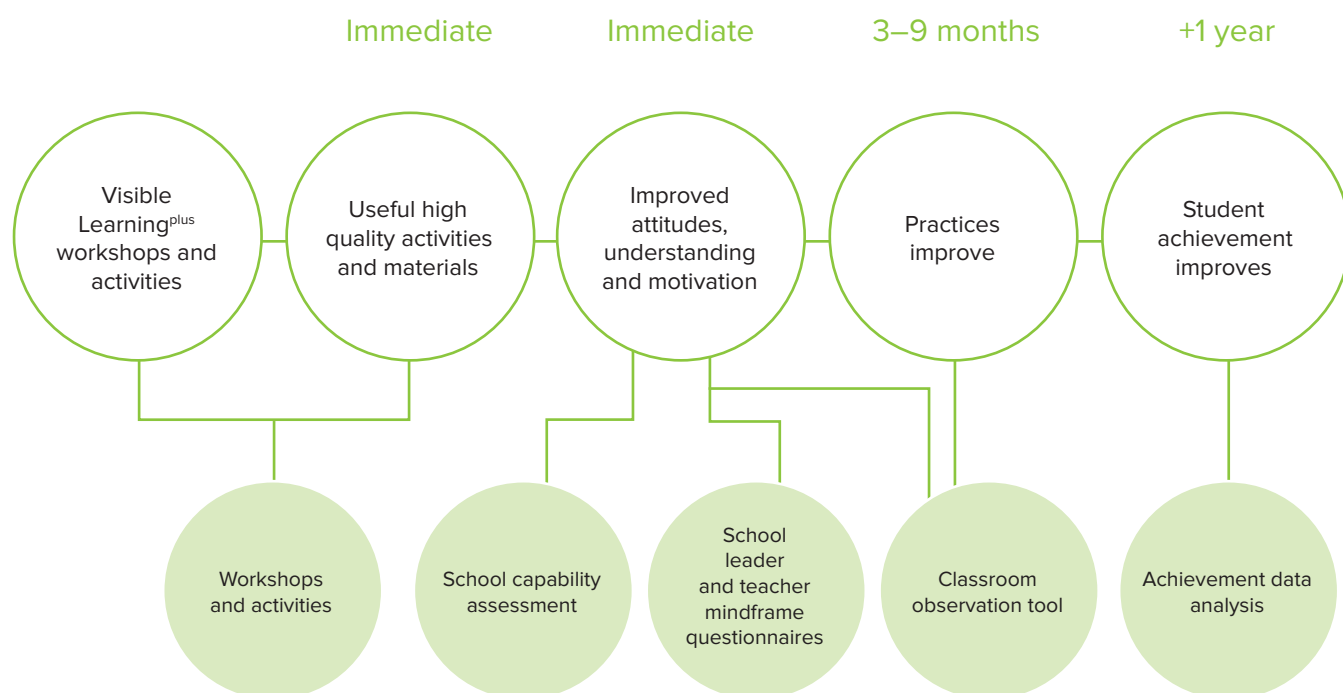 Immediate
Immediate
3–9 months
+1 year
Visible
Learningplus
workshops and
activities
Useful high
quality activities
and materials
Improved
attitudes,
understanding
and motivation
Practices
improve
Student
achievement
improves
Workshops
and activities
School capability
assessment
School
leader
and teacher
mindframe
questionnaires
Classroom
observation tool
Achievement data
analysis